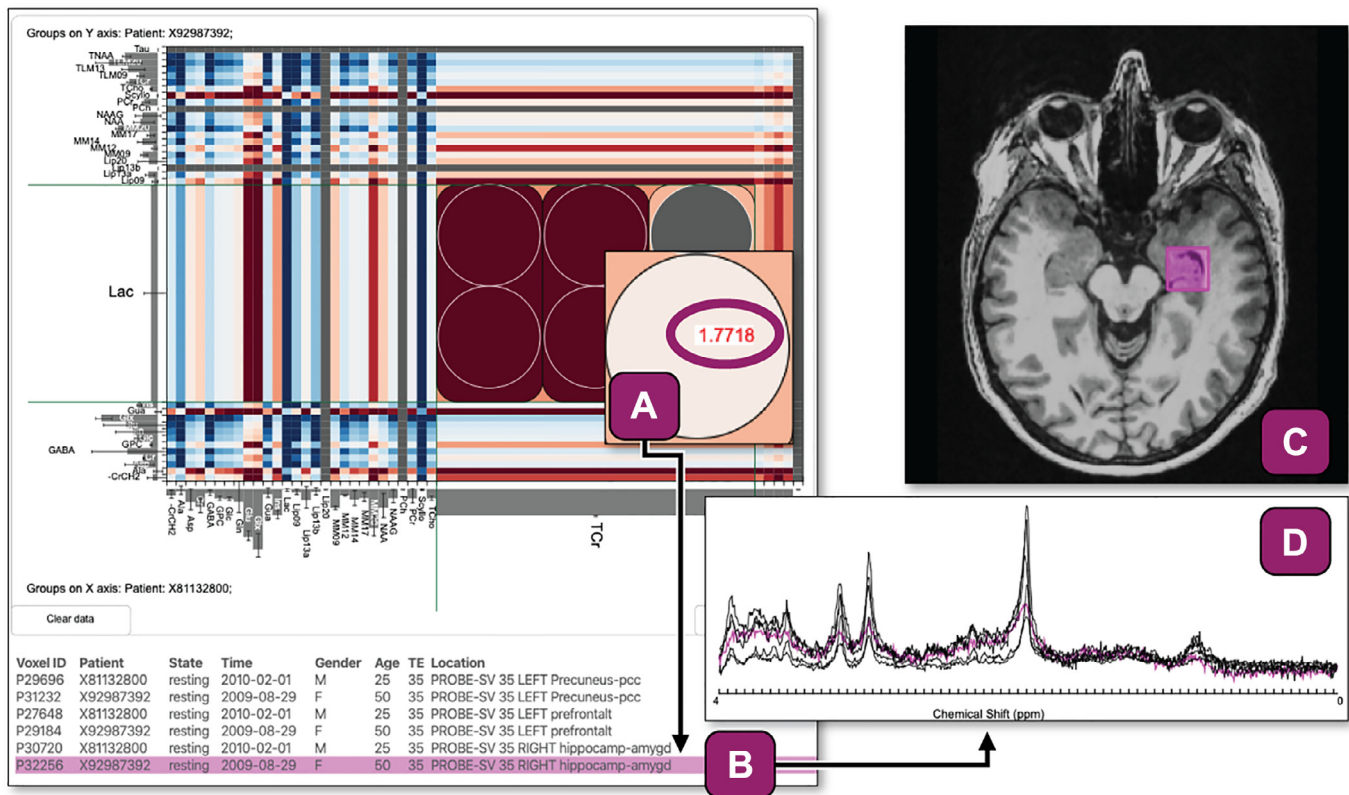 Groups on Y axis: Patient: X92987392;
Tau
TNAA
TLM13
TLM09
TCho
Scyllo
PCr
PCh
NAAG
NAA
MM20
MM17
MM14
MM12
MM09
Lip20
Lip13b
Lip13a
Lip09
Lac
1.7718
A
Gua
GPC
GABA
Ala
-CrCH2
-CrCH2
Ala
Asp
GABA
GPC
Glc
Gln
Gua
Lac
Lip09
Lip13a
Lip13b
Lip20
MM09
MM12
MM14
MM17
NAA
NAAG
PCh
PCr
Scyllo
TCho
TCr
Groups on X axis: Patient: X81132800;
Clear data
Voxel ID Patient State Time Gender Age TE Location
P29696 X81132800 resting 2010-02-01 M 25 35 PROBE-SV 35 LEFT Precuneus-pcc
P31232 X92987392 resting 2009-08-29 F 50 35 PROBE-SV 35 LEFT Precuneus-pcc
P27648 X81132800 resting 2010-02-01 M 25 35 PROBE-SV 35 LEFT prefrontalt
P29184 X92987392 resting 2009-08-29 F 50 35 PROBE-SV 35 LEFT prefrontalt
P30720 X81132800 resting 2010-02-01 M 25 35 PROBE-SV 35 RIGHT hippocamp-amygd
P32256 X92987392 resting 2009-08-29 F 50 35 PROBE-SV 35 RIGHT hippocamp-amygd
B
C
D
4 0
Chemical Shift (ppm)